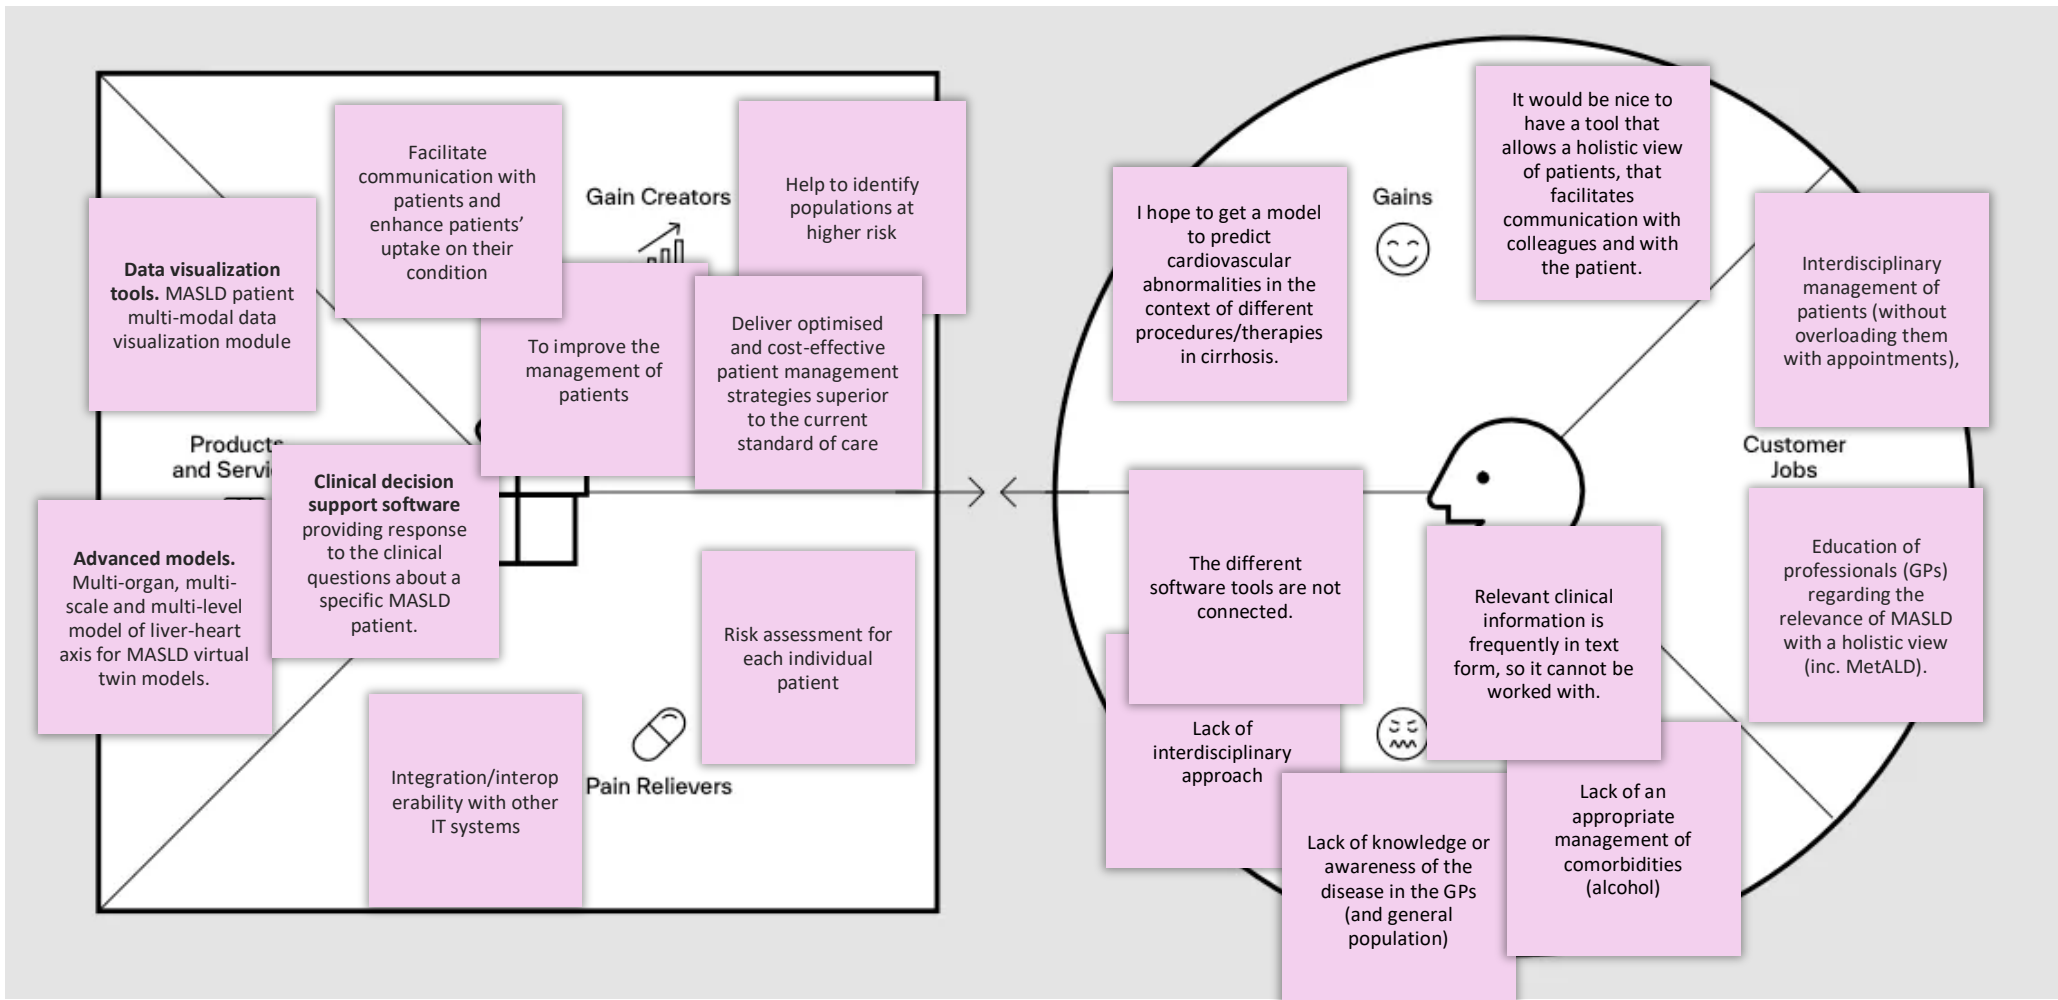 Facilitate
communication with
patients and
enhance patients’
uptake on their
condition
Gain Creators
Help to identify
populations at
higher risk
Data visualization
tools. MASLD patient
multi-modal data
visualization module
To improve the
management of
patients
Deliver optimised
and cost-effective
patient management
strategies superior
to the current
standard of care
Products
and Servi
Clinical decision
support software
providing response
to the clinical
questions about a
specific MASLD
patient.
Advanced models.
Multi-organ, multi-
scale and multi-level
model of liver-heart
axis for MASLD virtual
twin models.
Risk assessment for
each individual
patient
Integration/interop
erability with other
IT systems
Pain Relievers
It would be nice to
have a tool that
allows a holistic view
of patients, that
facilitates
communication with
colleagues and with
the patient.
Gains
I hope to get a model
to predict
cardiovascular
abnormalities in the
context of different
procedures/therapies
in cirrhosis.
Interdisciplinary
management of
patients (without
overloading them
with appointments),
Customer
Jobs
Education of
professionals (GPs)
regarding the
relevance of MASLD
with a holistic view
(inc. MetALD).
The different
software tools are not
connected.
Relevant clinical
information is
frequently in text
form, so it cannot be
worked with.
Lack of
interdisciplinary
approach
Lack of knowledge or
awareness of the
disease in the GPs
(and general
population)
Lack of an
appropriate
management of
comorbidities
(alcohol)